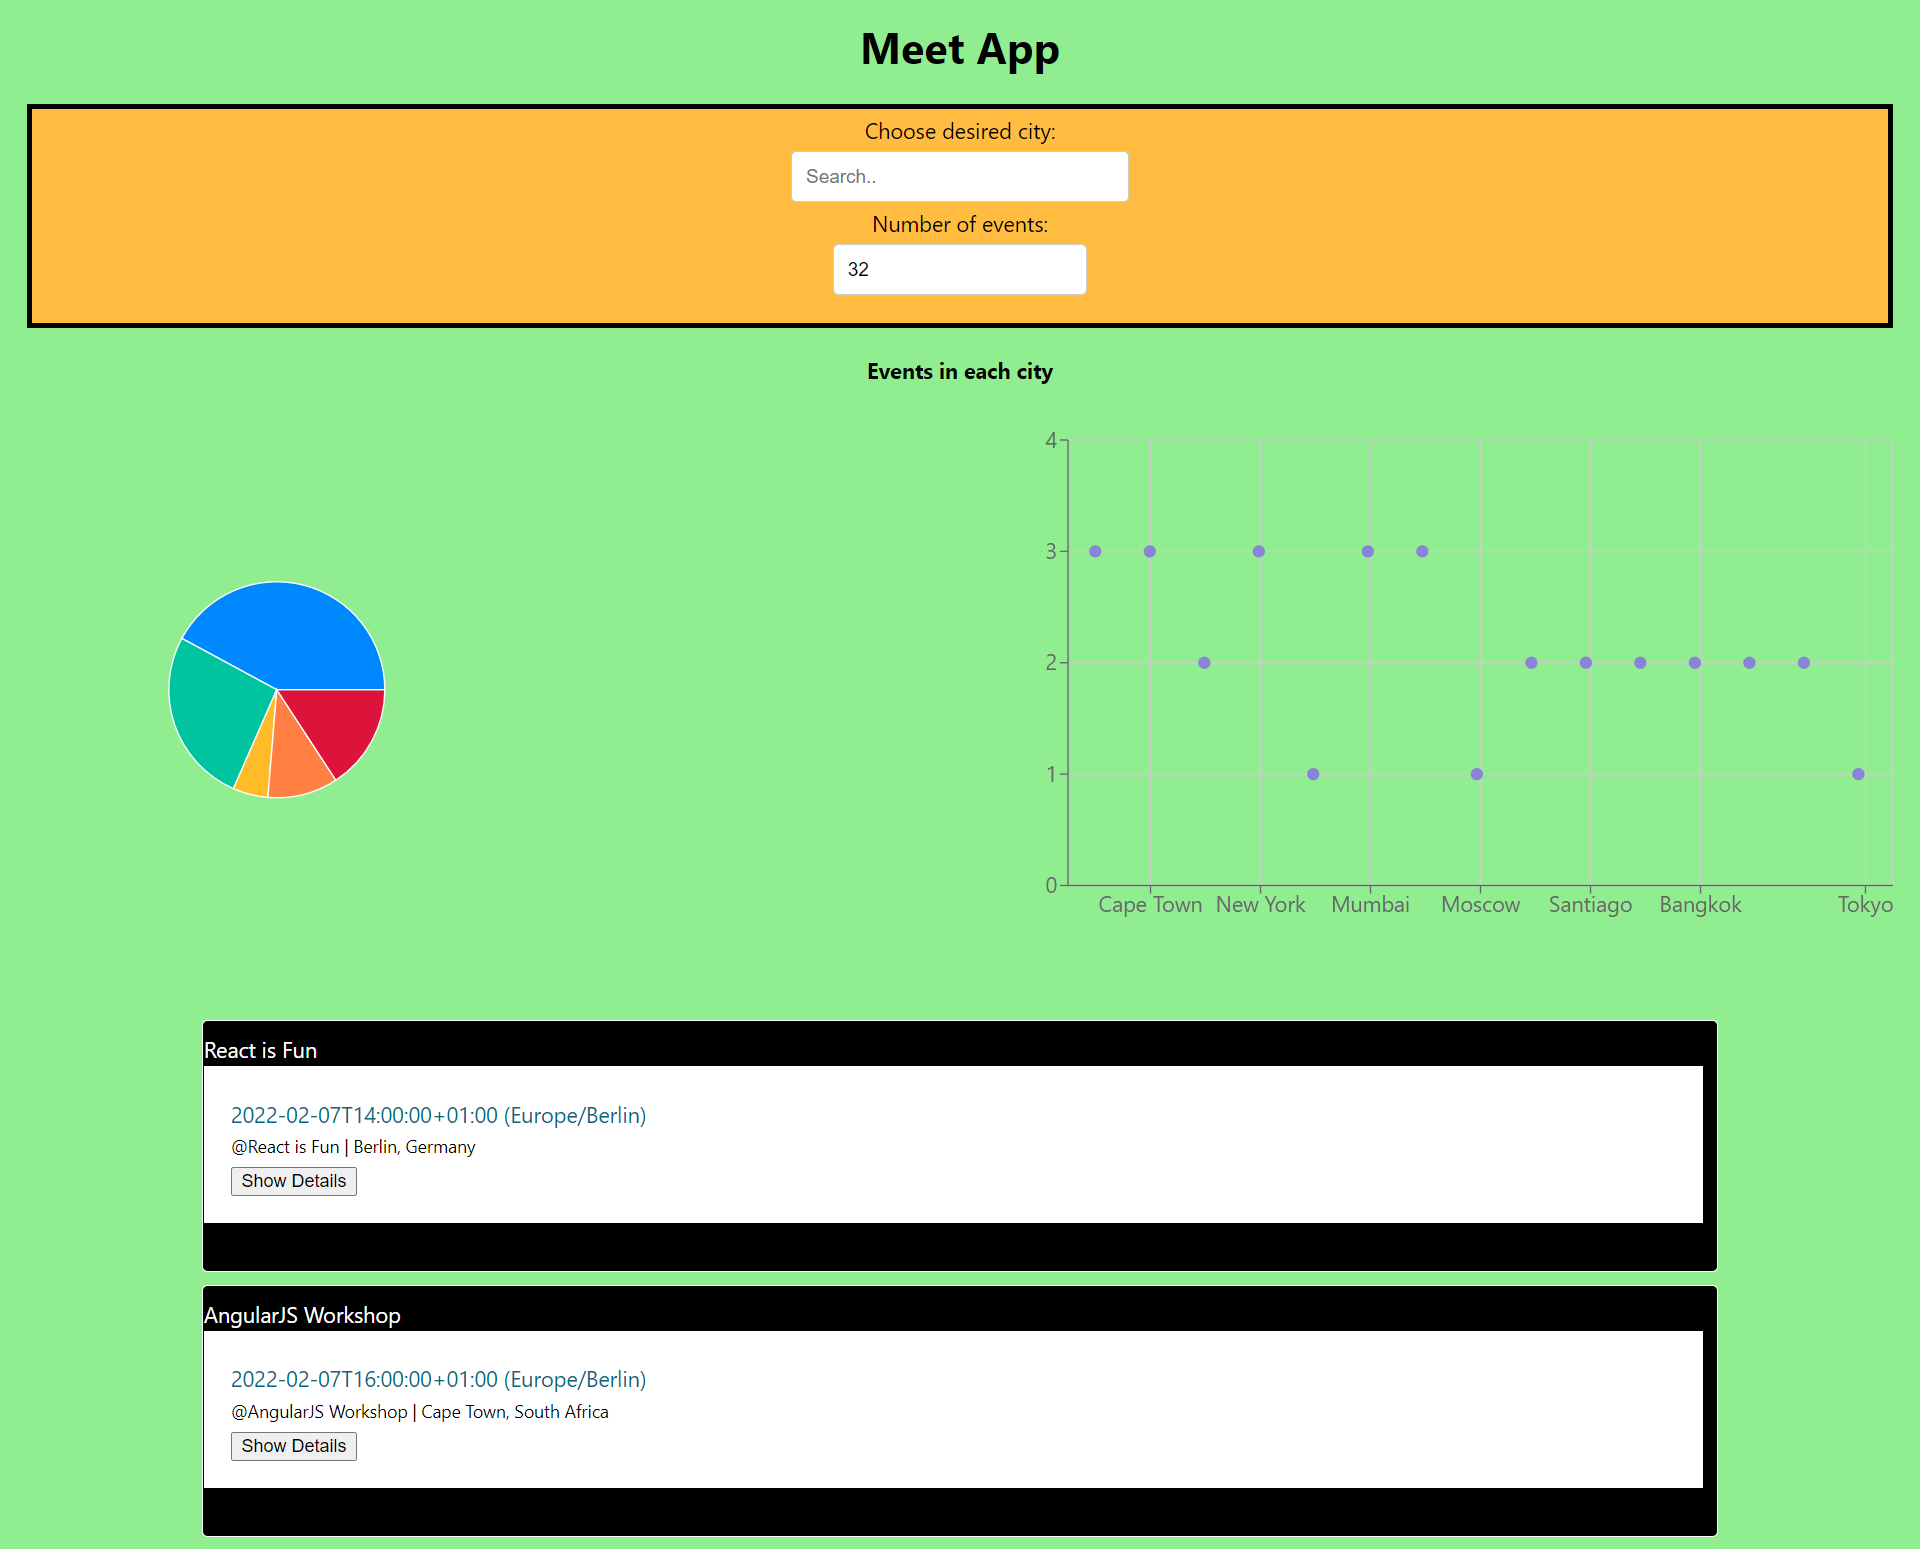 Meet App
Choose desired city:
Search..
Number of events:
32
Events in each city
4
3
2
1
0
Cape Town New York Mumbai Moscow Santiago Bangkok Tokyo
React is Fun
2022-02-07T14:00:00+01:00 (Europe/Berlin)
@React is Fun | Berlin, Germany
Show Details
AngularJS Workshop
2022-02-07T16:00:00+01:00 (Europe/Berlin)
@AngularJS Workshop | Cape Town, South Africa
Show Details